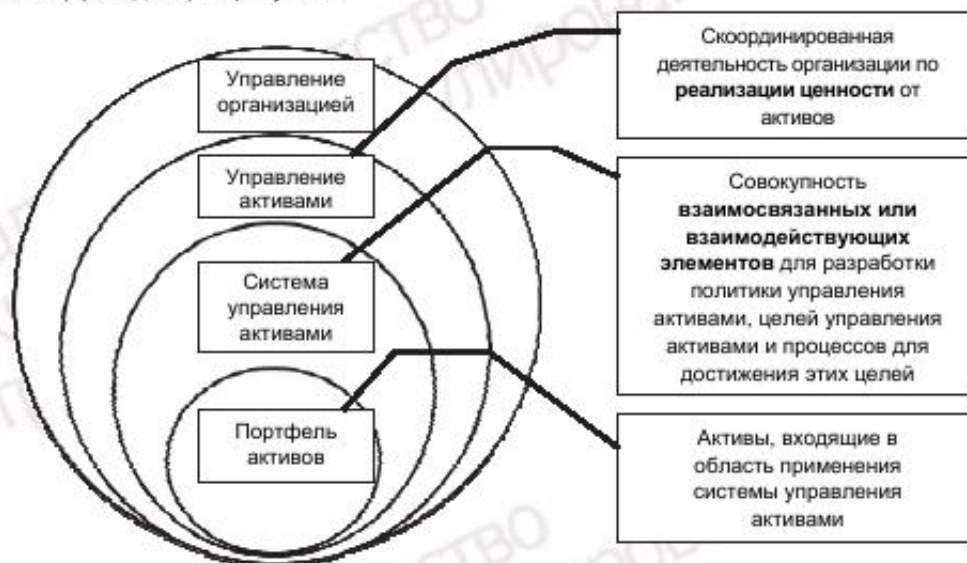 Управление
организацией
Управление
активами
Система
управления
активами
Портфель
активов
Скоординированная
деятельность организации по
реализации ценности от
активов
Совокупность
взаимосвязанных или
взаимодействующих
элементов для разработки
политики управления
активами, целей управления
активами и процессов для
достижения этих целей
Активы, входящие в
область применения
системы управления
активами